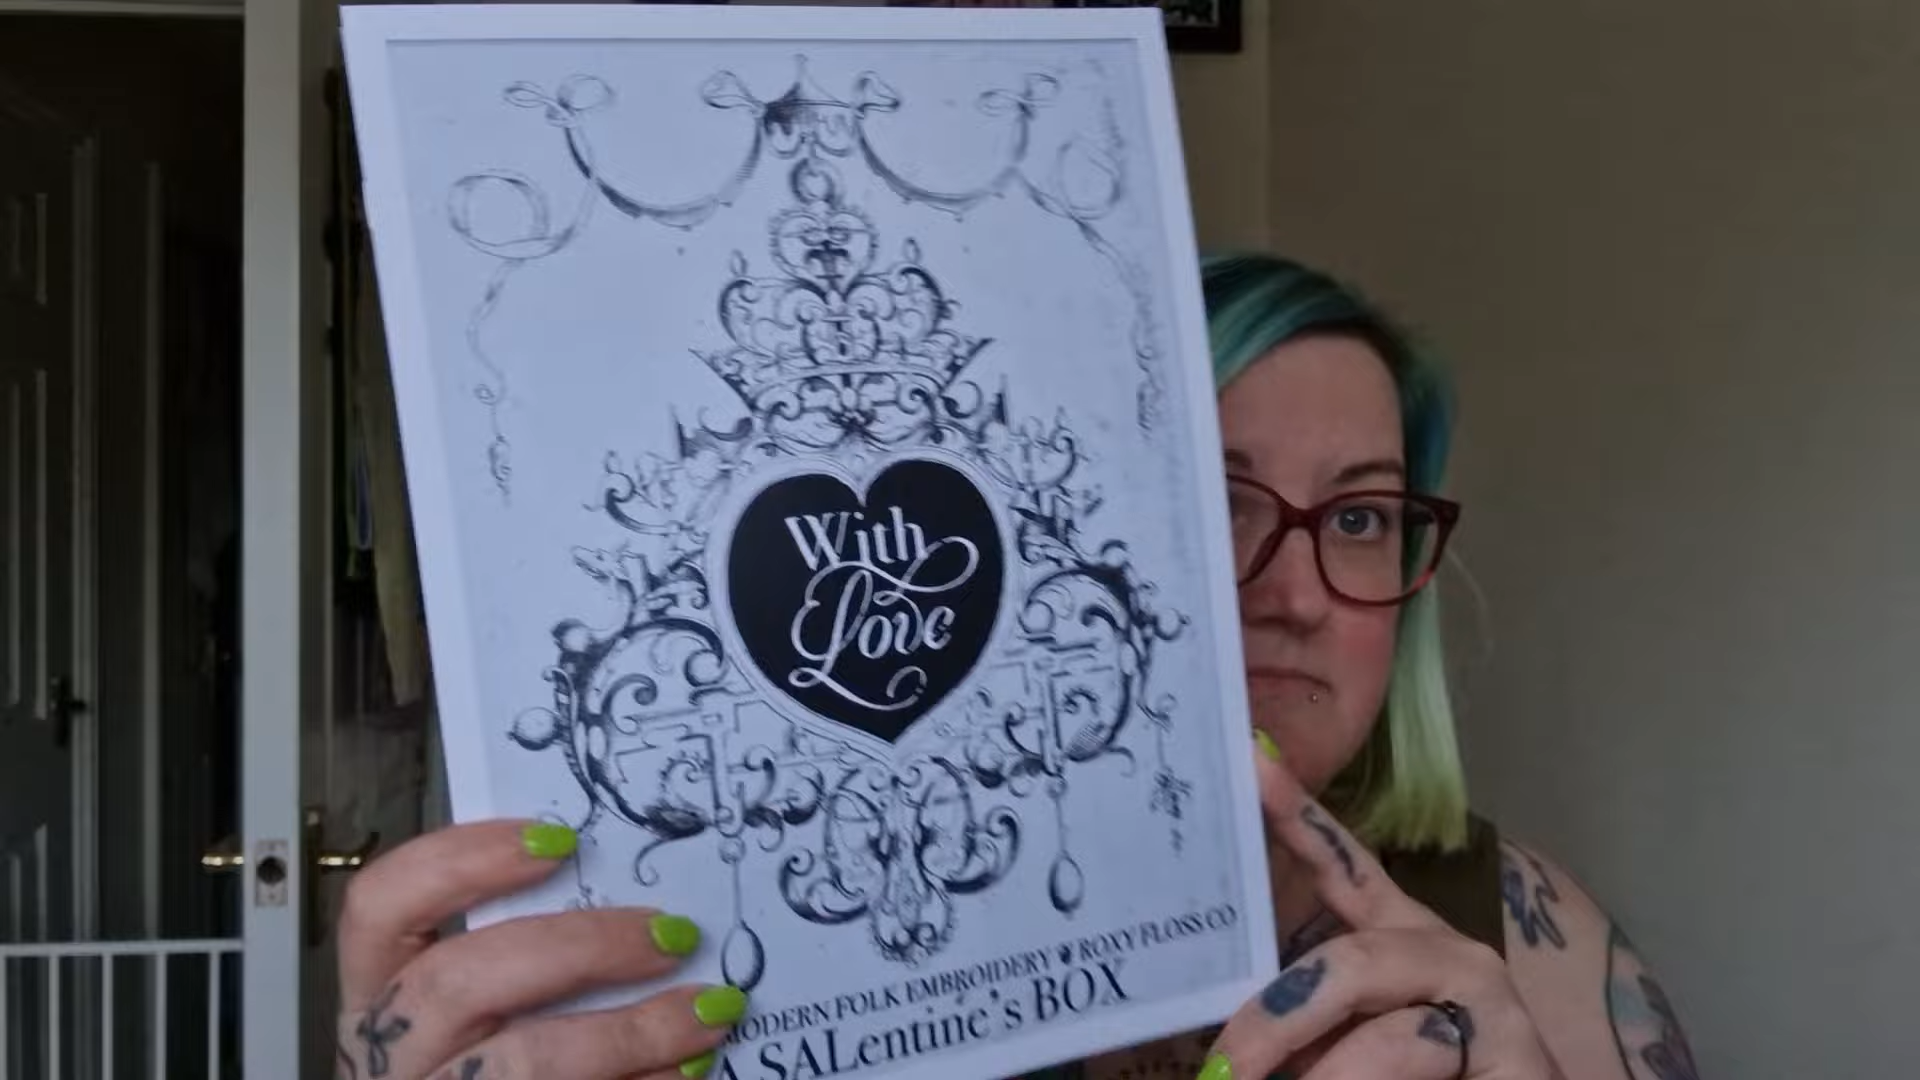 With
Love
MODERN FOLK EMBROIDERY ♥ ROXY FLOSS CO
A SALentine's BOX